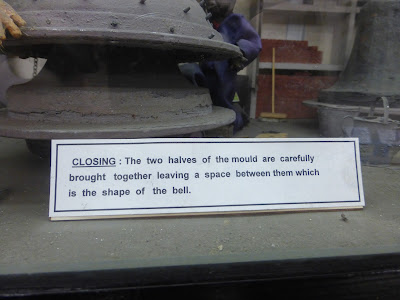 CLOSING : The two halves of the mould are carefully
brought together leaving a space between them which
is the shape of the bell.